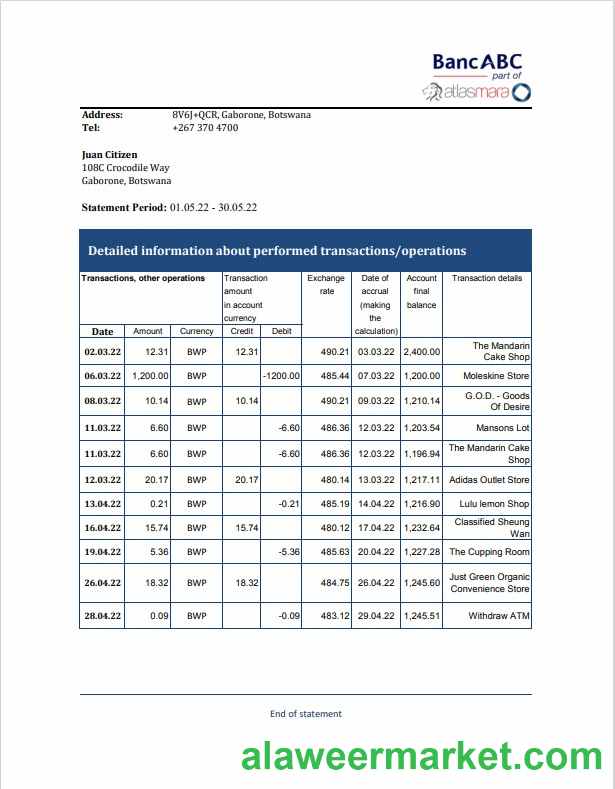 BancABC
part of
atlasmara
Address: 8V6J+QCR, Gaborone, Botswana
Tel: +267 370 4700
Juan Citizen
108C Crocodile Way
Gaborone, Botswana
Statement Period: 01.05.22 - 30.05.22
Detailed information about performed transactions/operations
Transactions, other operations Transaction amount in account currency Exchange rate Date of accrual (making the calculation) Account final balance Transaction details
Date Amount Currency Credit Debit
02.03.22 12.31 BWP 12.31 490.21 03.03.22 2,400.00 The Mandarin Cake Shop
06.03.22 1,200.00 BWP -1200.00 485.44 07.03.22 1,200.00 Moleskine Store
08.03.22 10.14 BWP 10.14 490.21 09.03.22 1,210.14 G.O.D. - Goods Of Desire
11.03.22 6.60 BWP -6.60 486.36 12.03.22 1,203.54 Mansons Lot
11.03.22 6.60 BWP -6.60 486.36 12.03.22 1,196.94 The Mandarin Cake Shop
12.03.22 20.17 BWP 20.17 480.14 13.03.22 1,217.11 Adidas Outlet Store
13.04.22 0.21 BWP -0.21 485.19 14.04.22 1,216.90 Lulu lemon Shop
16.04.22 15.74 BWP 15.74 480.12 17.04.22 1,232.64 Classified Sheung Wan
19.04.22 5.36 BWP -5.36 485.63 20.04.22 1,227.28 The Cupping Room
26.04.22 18.32 BWP 18.32 484.75 26.04.22 1,245.60 Just Green Organic Convenience Store
28.04.22 0.09 BWP -0.09 483.12 29.04.22 1,245.51 Withdraw ATM
End of statement
alaweermarket.com